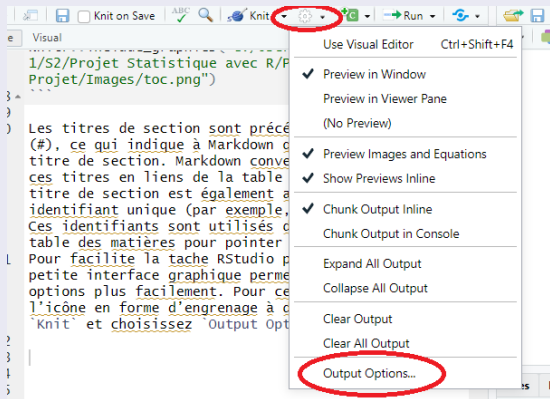 Knit on Save
ABC
Knit
Run
Visual
1/S2/Projet Statistique avec R/P
Projet/Images/toc.png")
```
Les titres de section sont précé
(#), ce qui indique à Markdown q
titre de section. Markdown conve
ces titres en liens de la table
titre de section est également a
identifiant unique (par exemple,
Ces identifiants sont utilisés d
table des matières pour pointer
Pour facilite la tache RStudio p
petite interface graphique perme
options plus facilement. Pour ce
l'icône en forme d'engrenage à d
`Knit` et choisissez `Output Opt
Use Visual Editor Ctrl+Shift+F4
Preview in Window
Preview in Viewer Pane
(No Preview)
Preview Images and Equations
Show Previews Inline
Chunk Output Inline
Chunk Output in Console
Expand All Output
Collapse All Output
Clear Output
Clear All Output
Output Options...